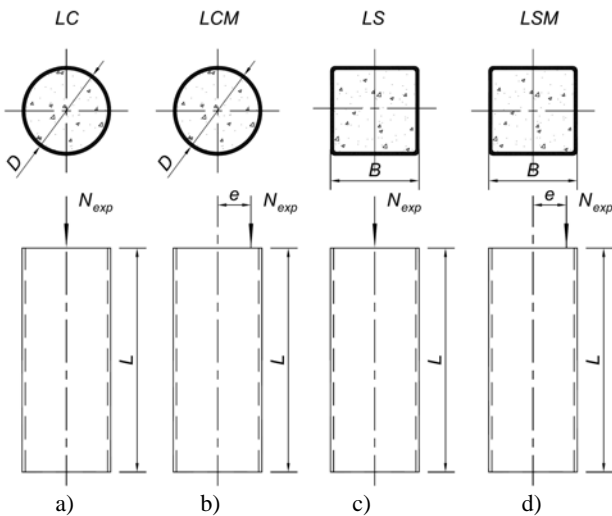 LC LCM LS LSM
D D B B
N_exp e N_exp N_exp e N_exp
L L L L
a) b) c) d)